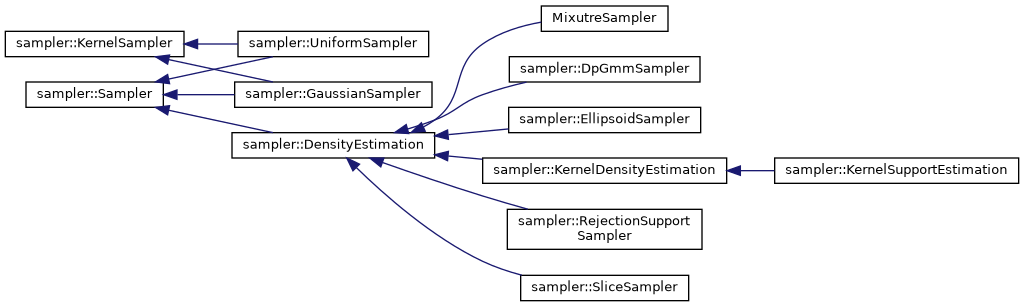 sampler::KernelSampler
sampler::Sampler
sampler::UniformSampler
sampler::GaussianSampler
sampler::DensityEstimation
MixutreSampler
sampler::DpGmmSampler
sampler::EllipsoidSampler
sampler::KernelDensityEstimation
sampler::RejectionSupport
Sampler
sampler::SliceSampler
sampler::KernelSupportEstimation